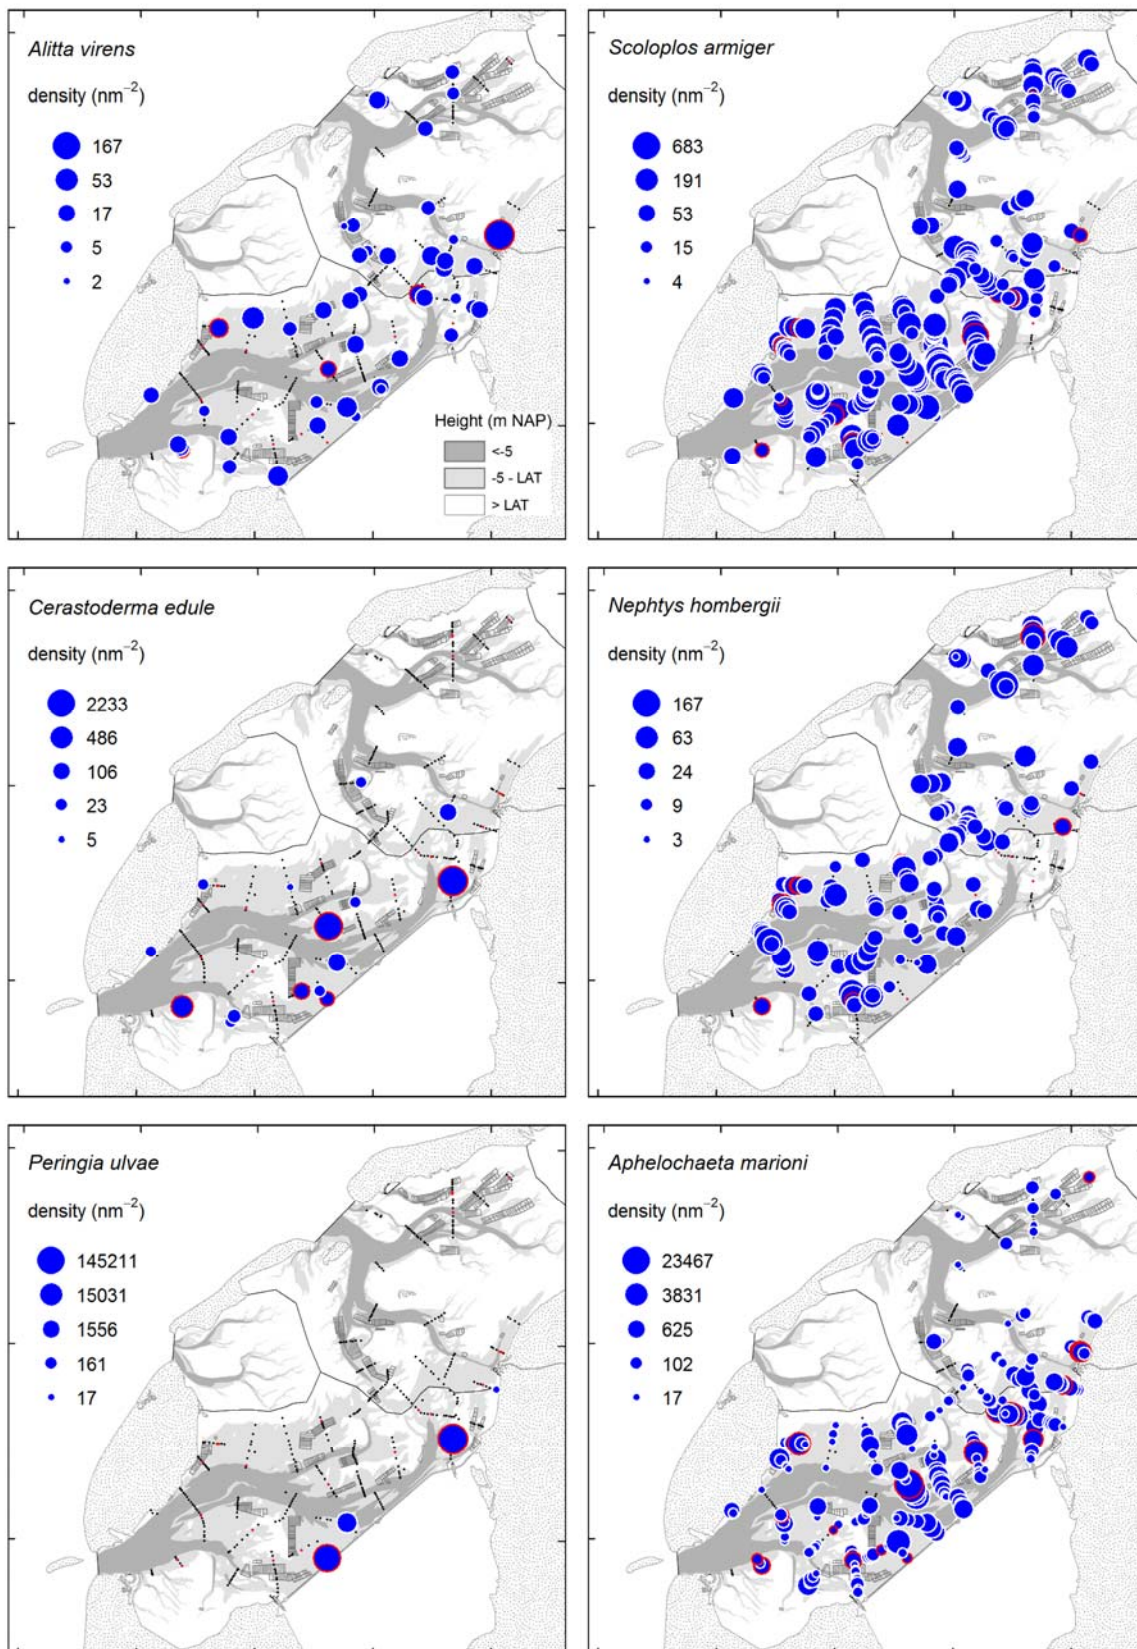 Alitta virens
density (nm⁻²)
167
53
17
5
2
Height (m NAP)
<-5
-5 - LAT
> LAT
Scoloplos armiger
density (nm⁻²)
683
191
53
15
4
Cerastoderma edule
density (nm⁻²)
2233
486
106
23
5
Nephtys hombergii
density (nm⁻²)
167
63
24
9
3
Peringia ulvae
density (nm⁻²)
145211
15031
1556
161
17
Aphelochaeta marioni
density (nm⁻²)
23467
3831
625
102
17